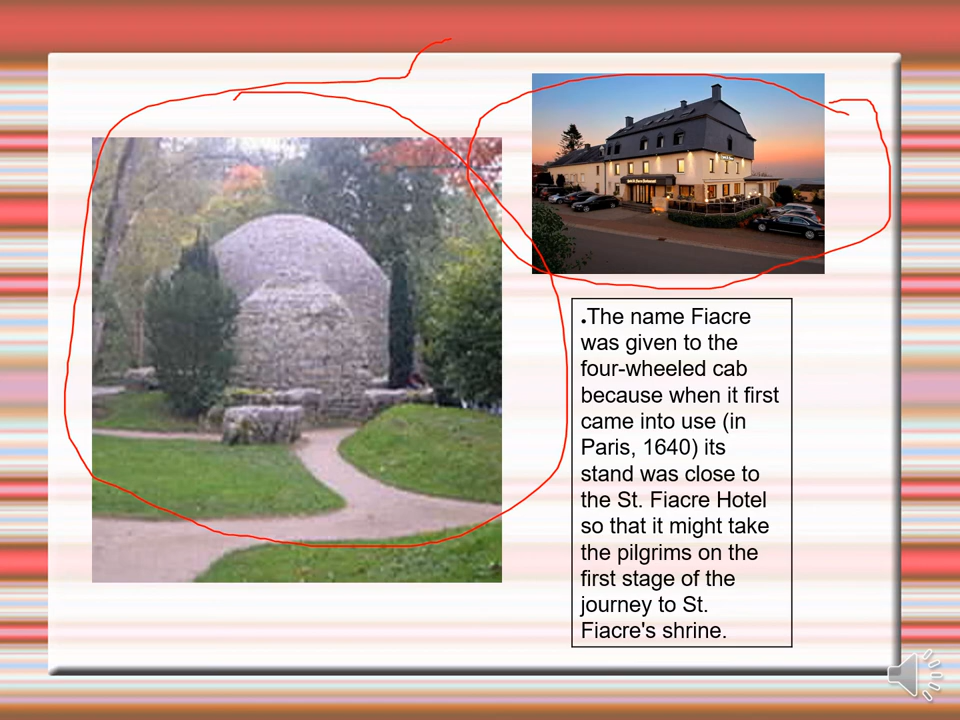 •The name Fiacre
was given to the
four-wheeled cab
because when it first
came into use (in
Paris, 1640) its
stand was close to
the St. Fiacre Hotel
so that it might take
the pilgrims on the
first stage of the
journey to St.
Fiacre's shrine.